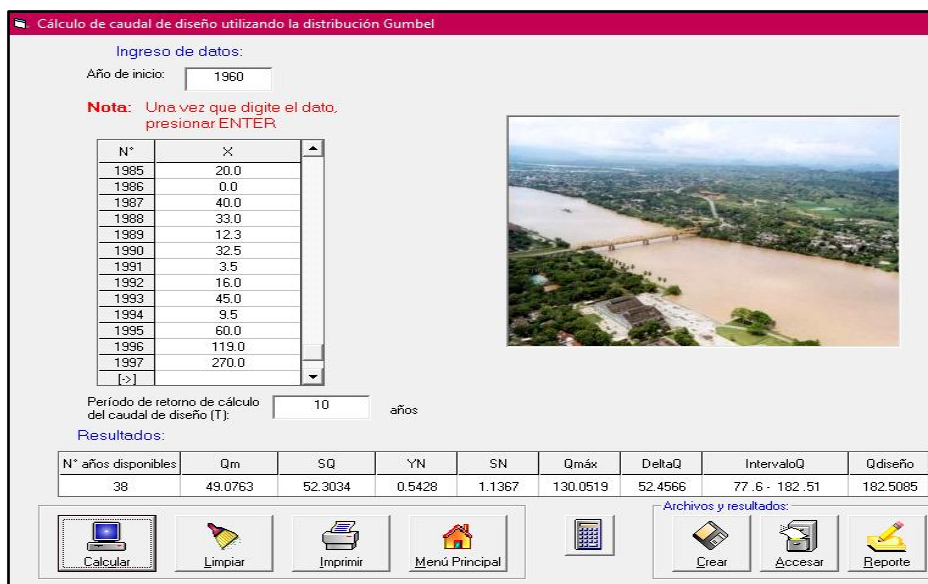 Cálculo de caudal de diseño utilizando la distribución Gumbel
Ingreso de datos:
Año de inicio: 1960
Nota: Una vez que digite el dato,
presionar ENTER
N° X
1985 20.0
1986 0.0
1987 40.0
1988 33.0
1989 12.3
1990 32.5
1991 3.5
1992 16.0
1993 45.0
1994 9.5
1995 60.0
1996 119.0
1997 270.0
[->]
Período de retorno de cálculo
del caudal de diseño (T): 10 años
Resultados:
N° años disponibles Qm SQ YN SN Qmáx DeltaQ IntervaloQ Qdiseño
38 49.0763 52.3034 0.5428 1.1367 130.0519 52.4566 77.6 - 182.51 182.5085
Archivos y resultados:
Calcular Limpiar Imprimir Menú Principal Crear Accesar Reporte